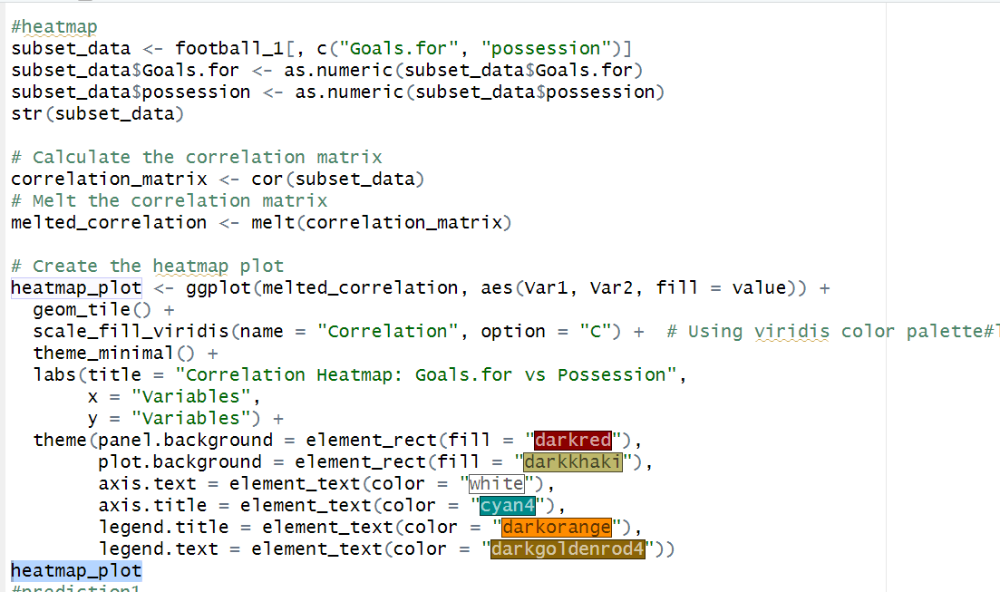 #heatmap
subset_data <- football_1[, c("Goals.for", "possession")]
subset_data$Goals.for <- as.numeric(subset_data$Goals.for)
subset_data$possession <- as.numeric(subset_data$possession)
str(subset_data)
# Calculate the correlation matrix
correlation_matrix <- cor(subset_data)
# Melt the correlation matrix
melted_correlation <- melt(correlation_matrix)
# Create the heatmap plot
heatmap_plot <- ggplot(melted_correlation, aes(Var1, Var2, fill = value)) +
  geom_tile() +
  scale_fill_viridis(name = "Correlation", option = "C") +  # Using viridis color palette#
  theme_minimal() +
  labs(title = "Correlation Heatmap: Goals.for vs Possession",
       x = "Variables",
       y = "Variables") +
  theme(panel.background = element_rect(fill = "darkred"),
        plot.background = element_rect(fill = "darkkhaki"),
        axis.text = element_text(color = "white"),
        axis.title = element_text(color = "cyan4"),
        legend.title = element_text(color = "darkorange"),
        legend.text = element_text(color = "darkgoldenrod4"))
heatmap_plot
#prediction1